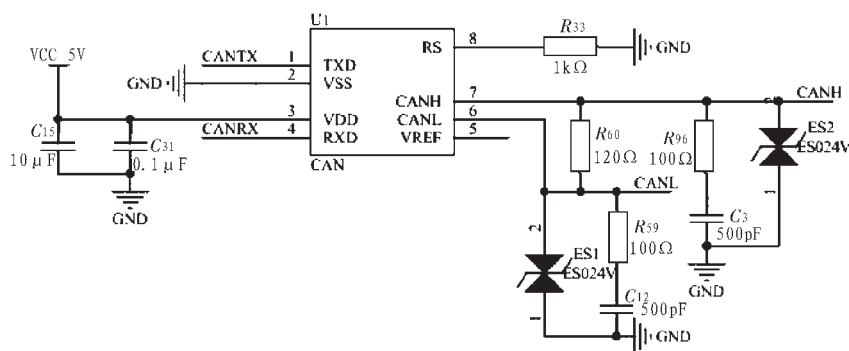 U1
VCC 5V
CANTX
1
TXD
RS
8
R33
1kΩ
GND
GND
2
VSS
CANH
7
CANH
3
VDD
CANL
6
CANRX
4
RXD
VREF
5
CAN
C15
10μF
C31
0.1μF
GND
R60
120Ω
R96
100Ω
ES2
ES024V
1
CANL
2
R59
100Ω
C3
500pF
GND
ES1
ES024V
1
C12
500pF
GND